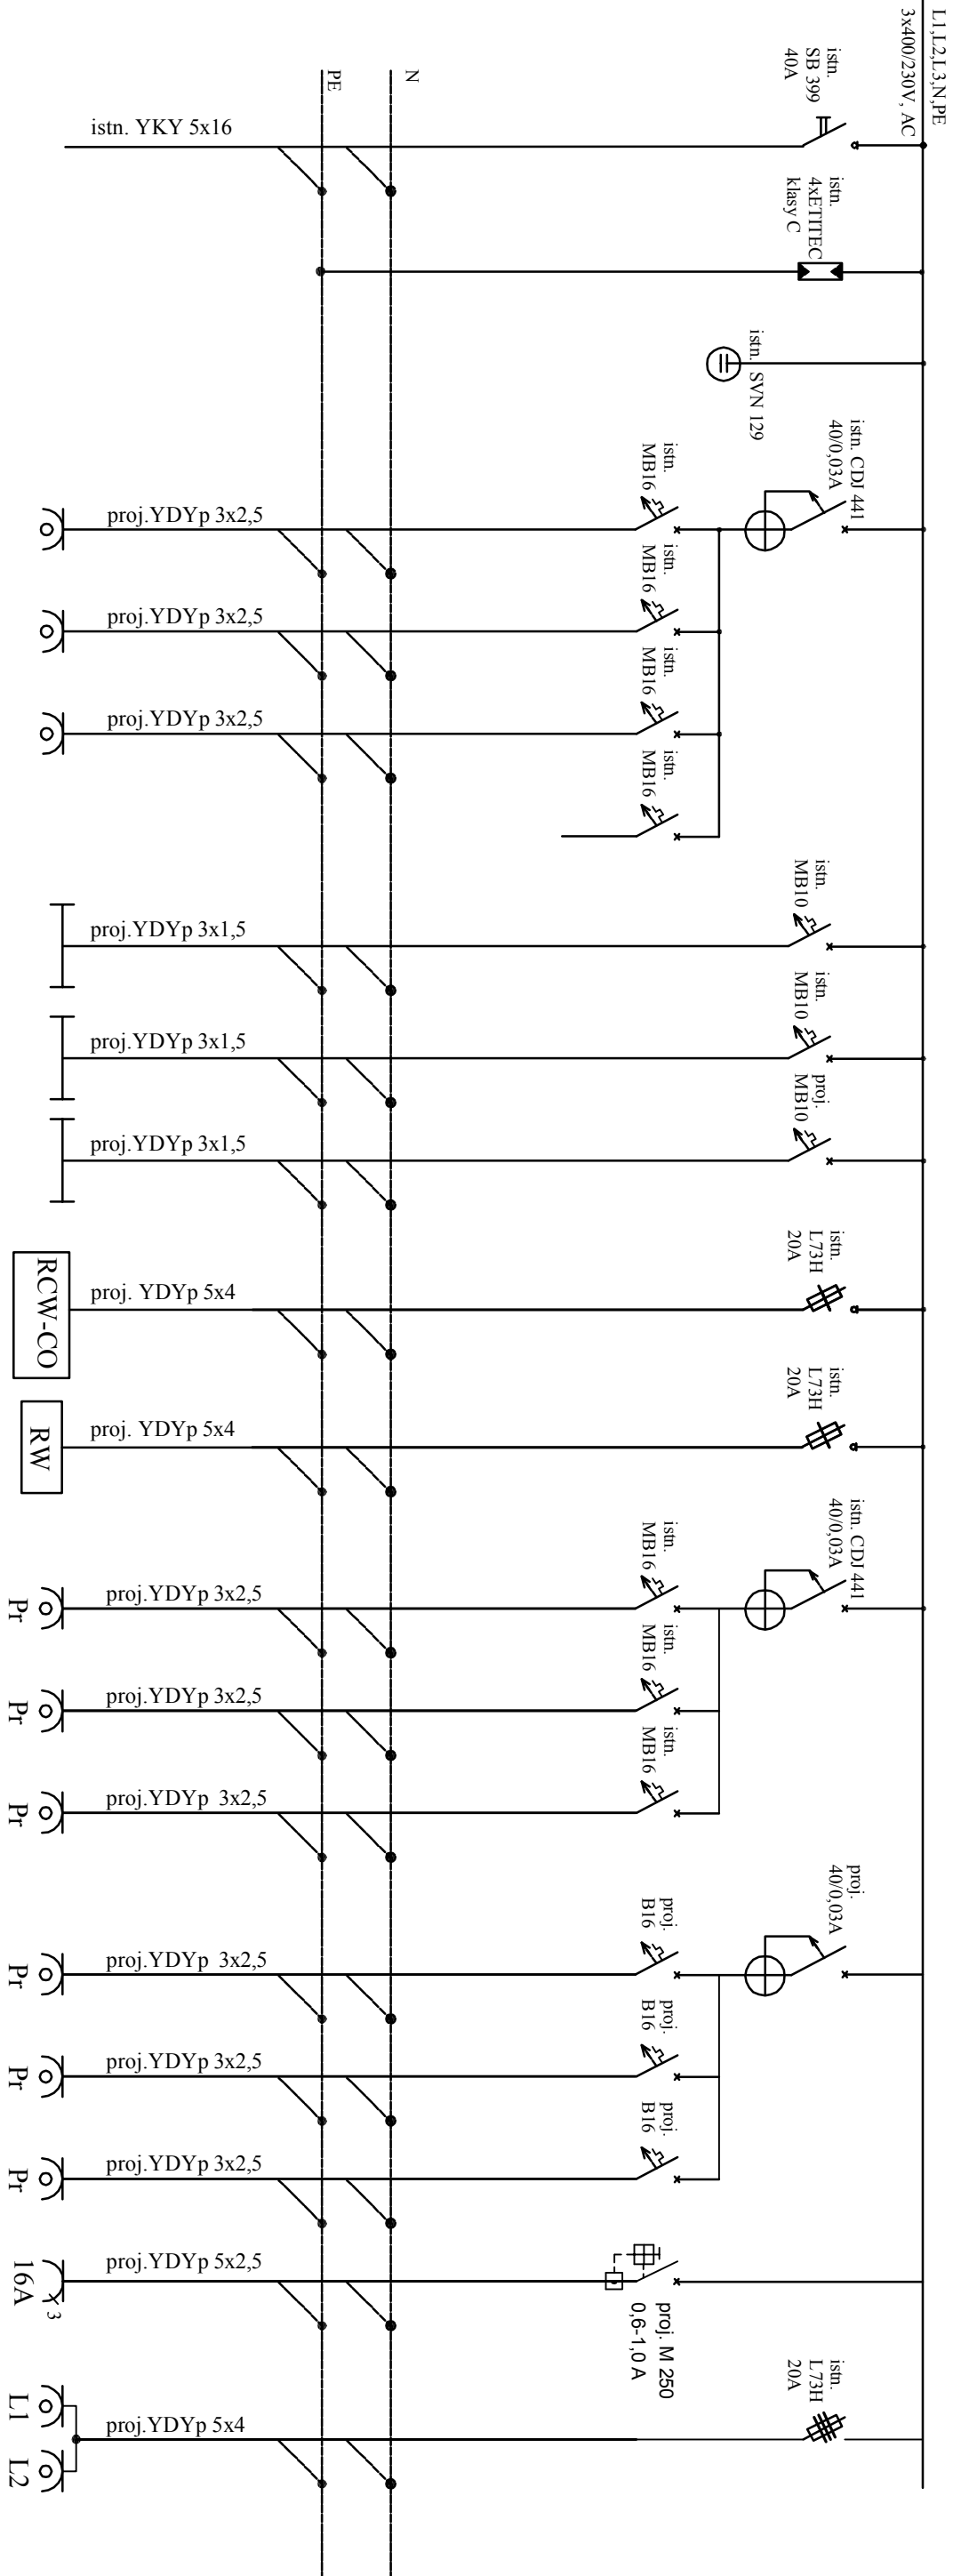 L1,L2,L3,N,PE
3x400/230V, AC
istn.
SB 399
40A
N
PE
istn. YKY 5x16
istn.
4xETITEC
klasy C
istn. SVN 129
istn. CDJ 441
40/0,03A
istn.
MB16
proj.YDYp 3x2,5
istn.
MB16
proj.YDYp 3x2,5
istn.
MB16
proj.YDYp 3x2,5
istn.
MB16
istn.
MB10
proj.YDYp 3x1,5
istn.
MB10
proj.YDYp 3x1,5
proj.
MB10
proj.YDYp 3x1,5
istn.
L73H
20A
proj. YDYp 5x4
RCW-CO
istn.
L73H
20A
proj. YDYp 5x4
RW
istn. CDJ 441
40/0,03A
istn.
MB16
proj.YDYp 3x2,5
Pr
istn.
MB16
proj.YDYp 3x2,5
Pr
istn.
MB16
proj.YDYp 3x2,5
Pr
proj.
40/0,03A
proj.
B16
proj.YDYp 3x2,5
Pr
proj.
B16
proj.YDYp 3x2,5
Pr
proj.
B16
proj.YDYp 3x2,5
Pr
proj. M 250
0,6-1,0 A
proj.YDYp 5x2,5
3
16A
istn.
L73H
20A
proj.YDYp 5x4
L1
L2